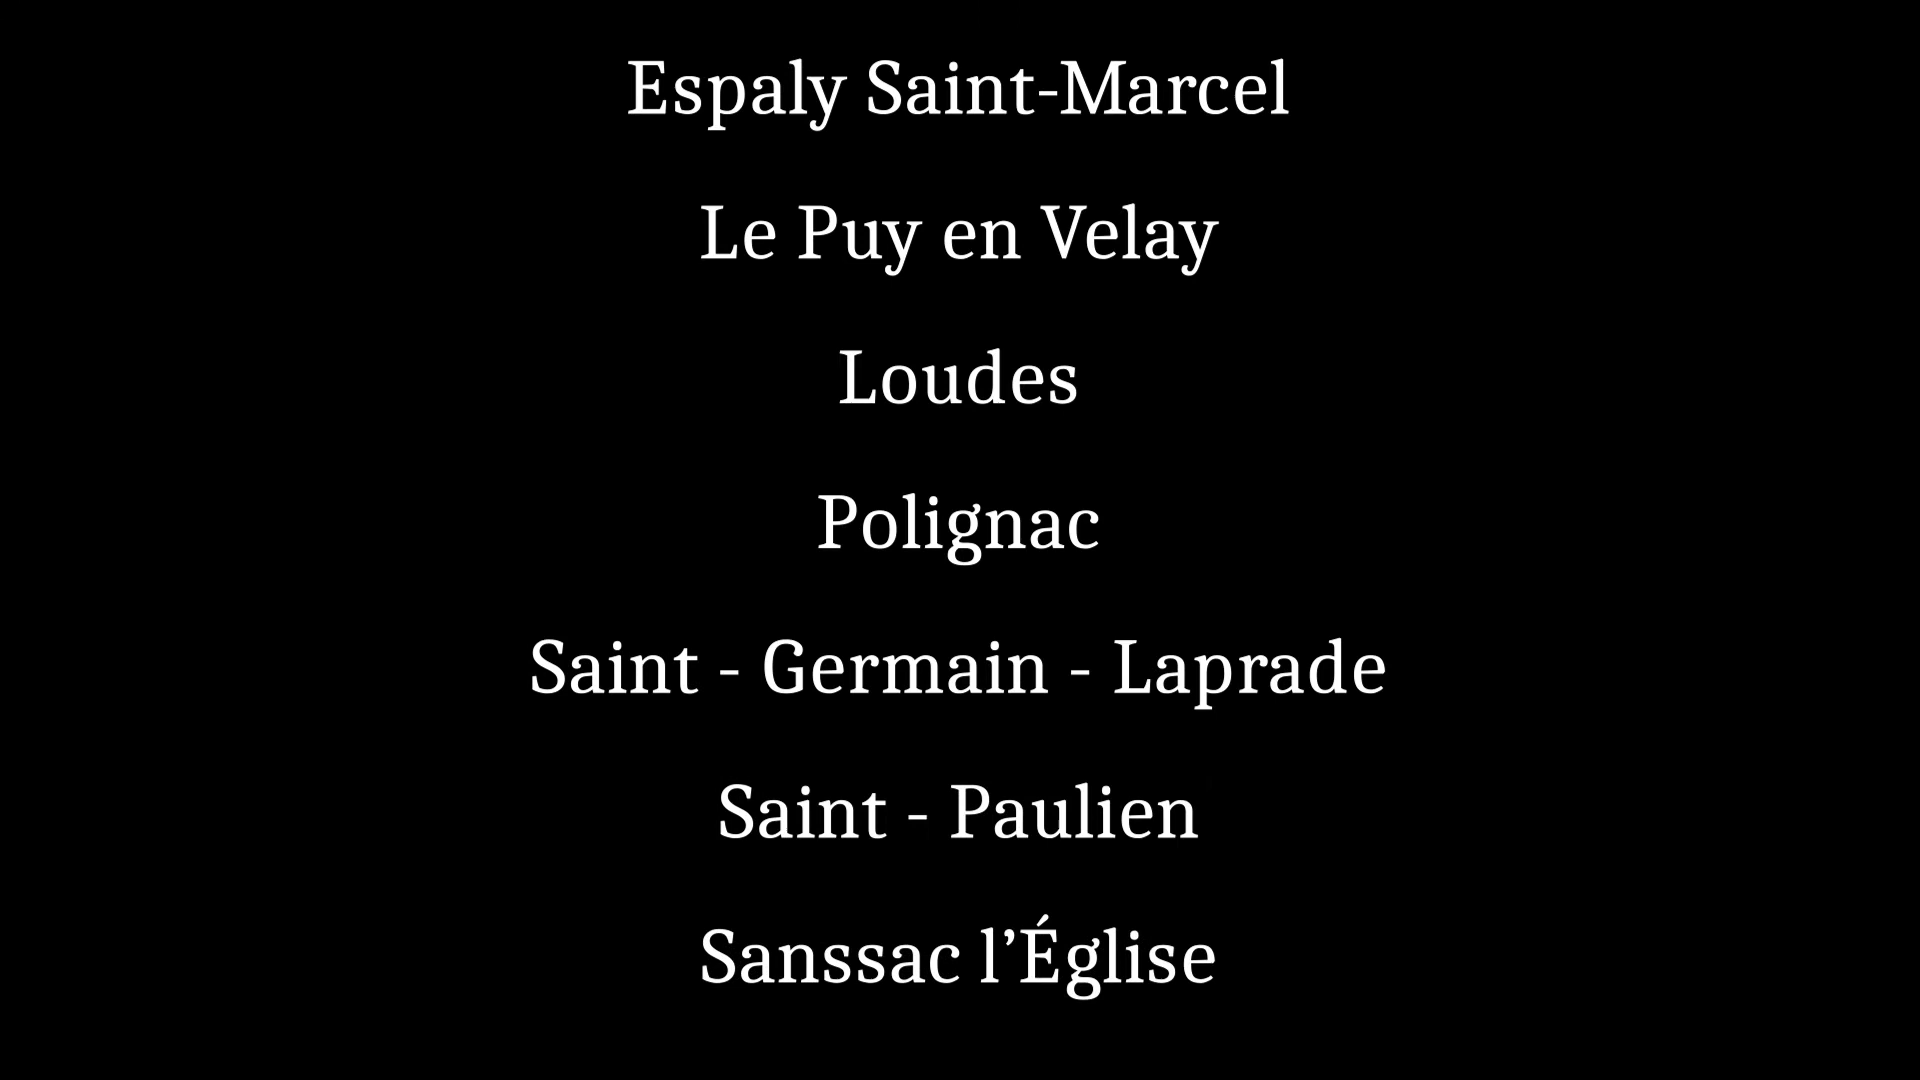 Espaly Saint-Marcel
Le Puy en Velay
Loudes
Polignac
Saint - Germain - Laprade
Saint - Paulien
Sanssac l’Église